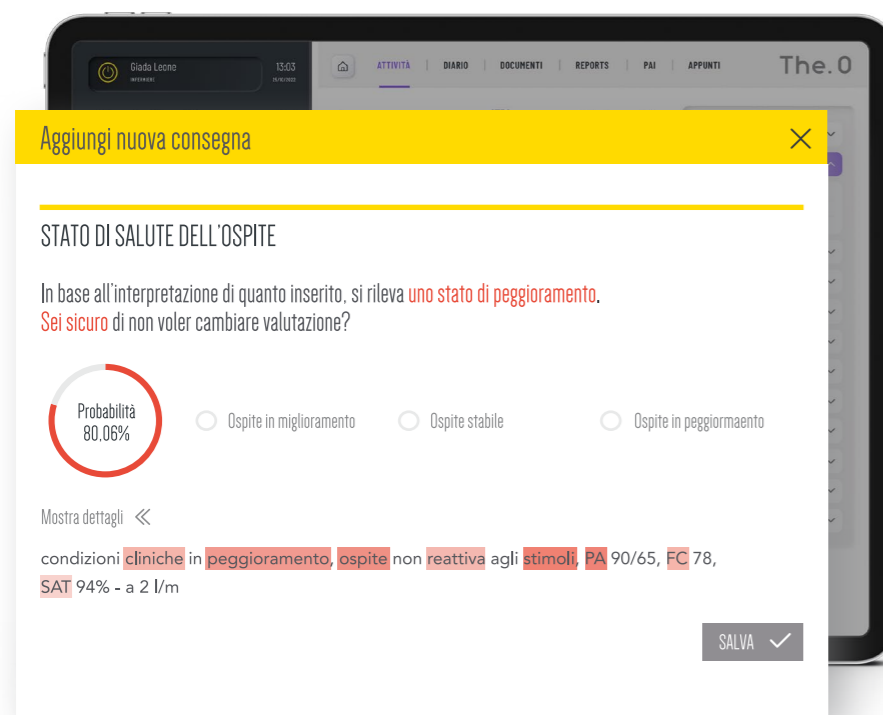 Giada Leone 13:03
INFERMIERE
ATTIVITÀ | DIARIO | DOCUMENTI | REPORTS | PAI | APPUNTI
The.0
Aggiungi nuova consegna
STATO DI SALUTE DELL'OSPITE
In base all'interpretazione di quanto inserito, si rileva uno stato di peggioramento.
Sei sicuro di non voler cambiare valutazione?
Probabilità
80,06%
Ospite in miglioramento
Ospite stabile
Ospite in peggiormaento
Mostra dettagli
condizioni cliniche in peggioramento, ospite non reattiva agli stimoli, PA 90/65, FC 78,
SAT 94% - a 2 l/m
SALVA